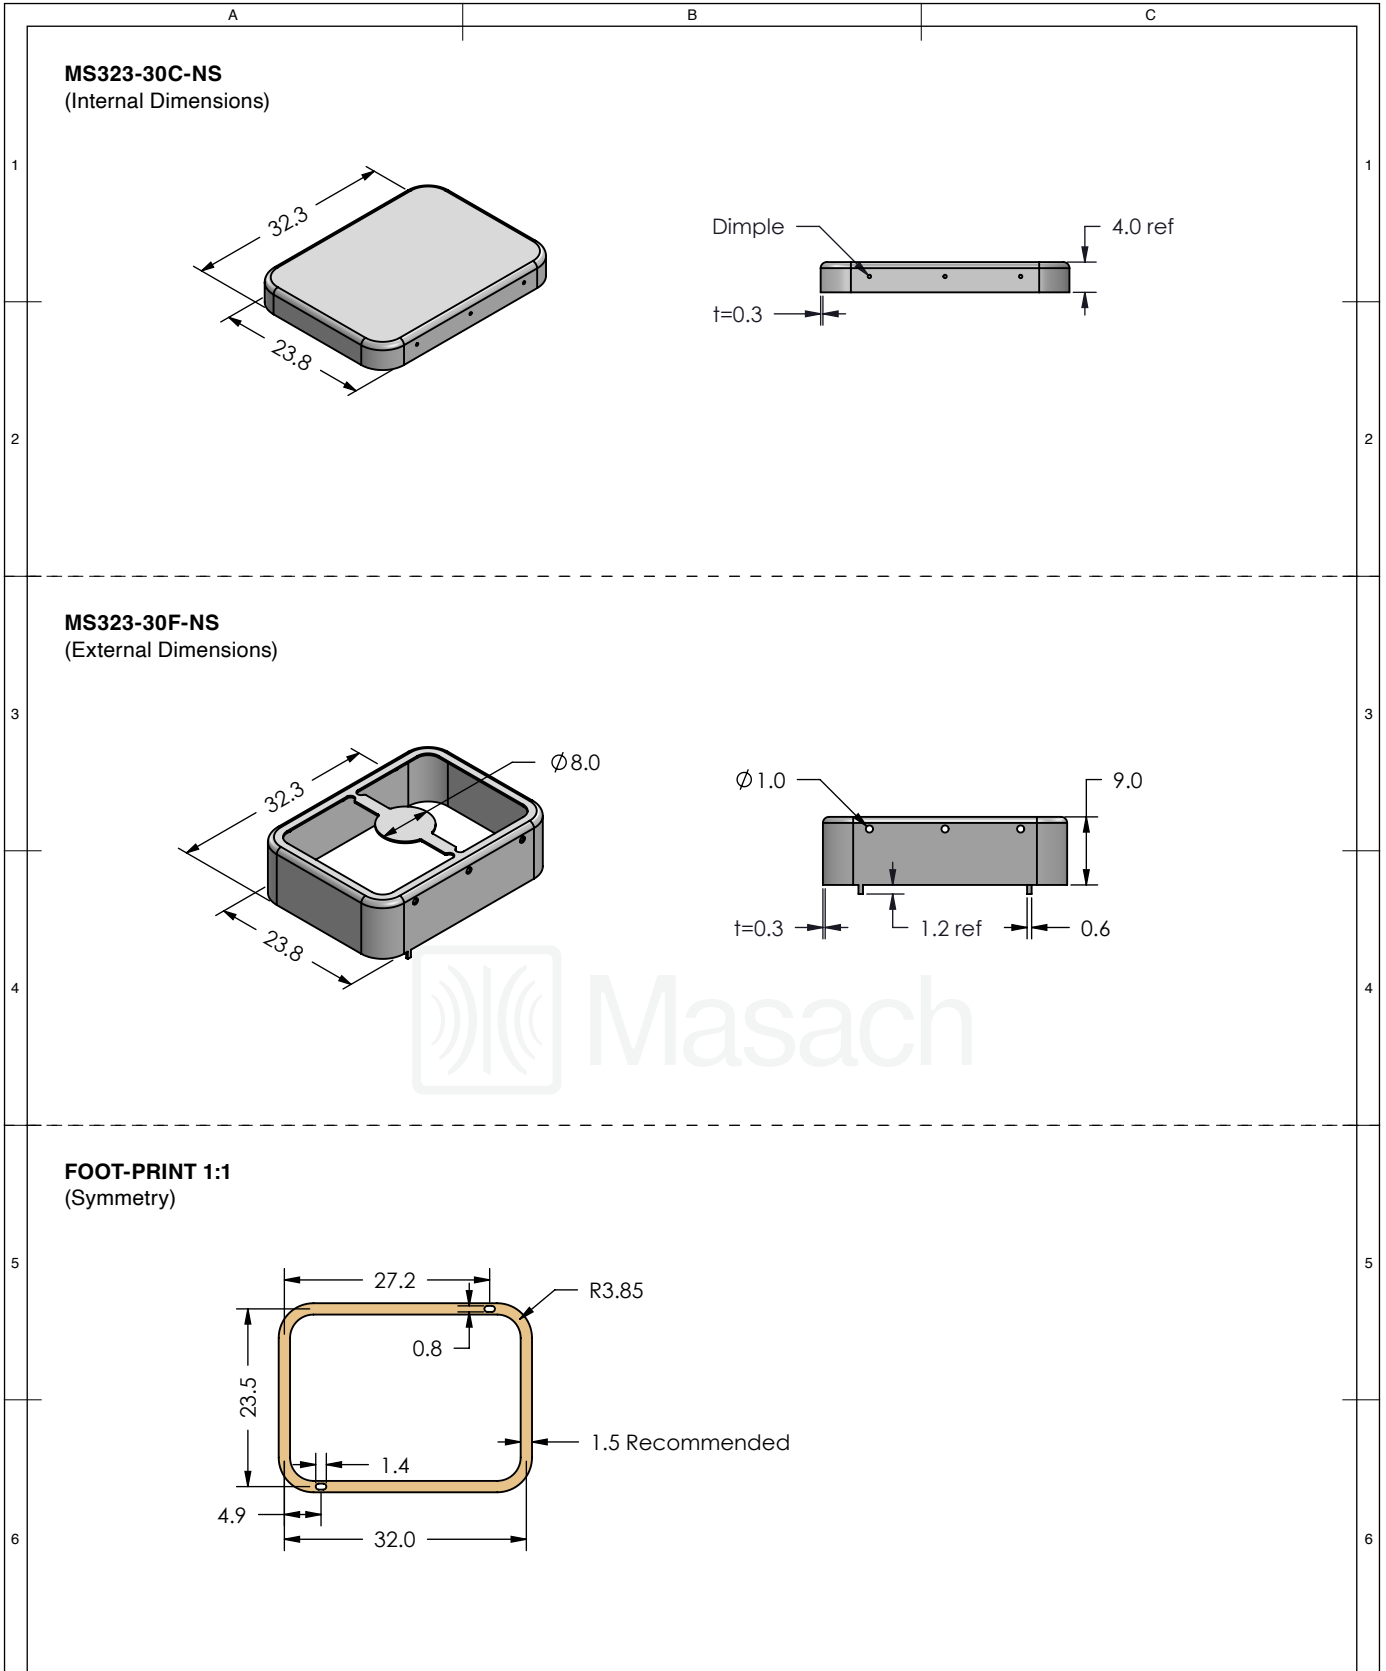 A B C
MS323-30C-NS
(Internal Dimensions)
1 1
32.3
23.8
Dimple
4.0 ref
t=0.3
2 2
MS323-30F-NS
(External Dimensions)
3 3
32.3
23.8
Ø8.0
Ø1.0
9.0
t=0.3
1.2 ref
0.6
4 4
Masach
FOOT-PRINT 1:1
(Symmetry)
5 5
27.2
R3.85
0.8
23.5
1.5 Recommended
1.4
4.9
32.0
6 6